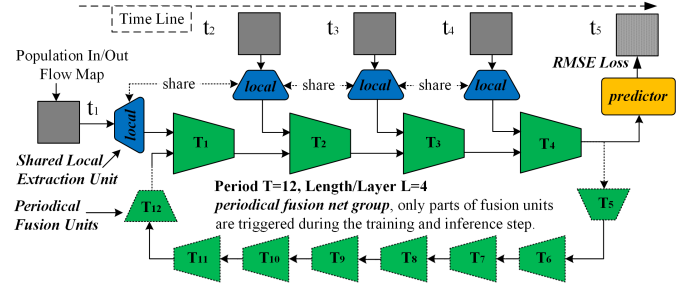 Time Line
t2
t3
t4
t5
Population In/Out
Flow Map
RMSE Loss
share
local
share
local
share
local
predictor
t1
local
T1
T2
T3
T4
Shared Local
Extraction Unit
Period T=12, Length/Layer L=4
periodical fusion net group, only parts of fusion units
are triggered during the training and inference step.
Periodical
Fusion Units
T12
T5
T11
T10
T9
T8
T7
T6